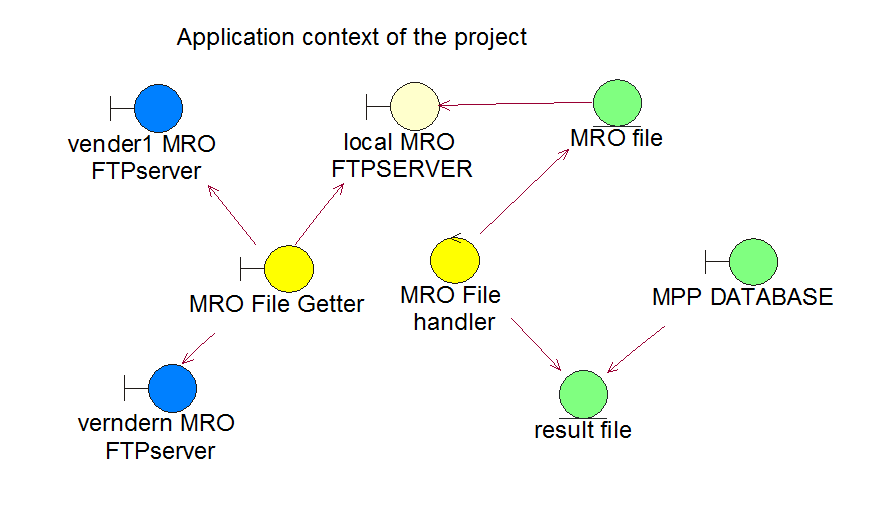 Application context of the project
vender1 MRO
FTPserver
local MRO
FTPSERVER
MRO file
MRO File Getter
MRO File
handler
MPP DATABASE
verndern MRO
FTPserver
result file